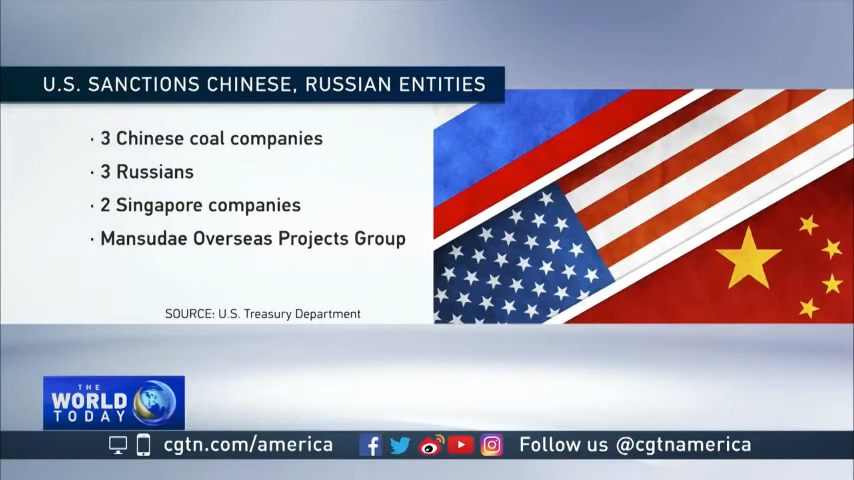 U.S. SANCTIONS CHINESE, RUSSIAN ENTITIES
· 3 Chinese coal companies
· 3 Russians
· 2 Singapore companies
· Mansudae Overseas Projects Group
SOURCE: U.S. Treasury Department
THE
WORLD
TODAY
cgtn.com/america
Follow us @cgtnamerica